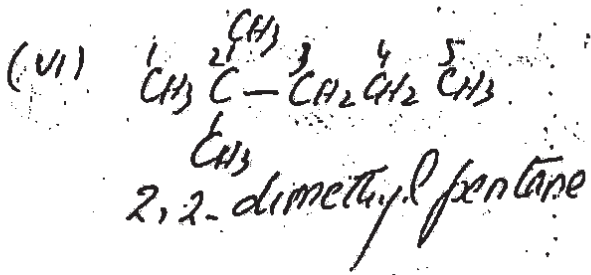 CH3
(VI) 1 2 3 4 5
CH3 C — CH2 CH2 CH3
CH3
2,2-dimethyl pentane